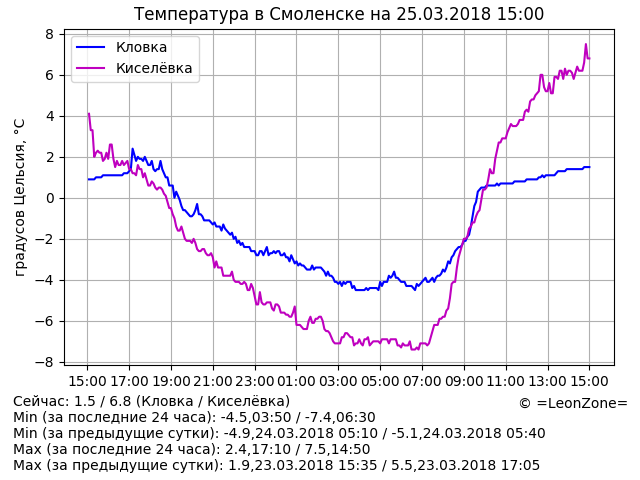 Температура в Смоленске на 25.03.2018 15:00
8
6
4
2
0
−2
−4
−6
−8
градусов Цельсия, °C
Кловка
Киселёвка
15:00 17:00 19:00 21:00 23:00 01:00 03:00 05:00 07:00 09:00 11:00 13:00 15:00
Сейчас: 1.5 / 6.8 (Кловка / Киселёвка)
© =LeonZone=
Min (за последние 24 часа): -4.5,03:50 / -7.4,06:30
Min (за предыдущие сутки): -4.9,24.03.2018 05:10 / -5.1,24.03.2018 05:40
Max (за последние 24 часа): 2.4,17:10 / 7.5,14:50
Max (за предыдущие сутки): 1.9,23.03.2018 15:35 / 5.5,23.03.2018 17:05